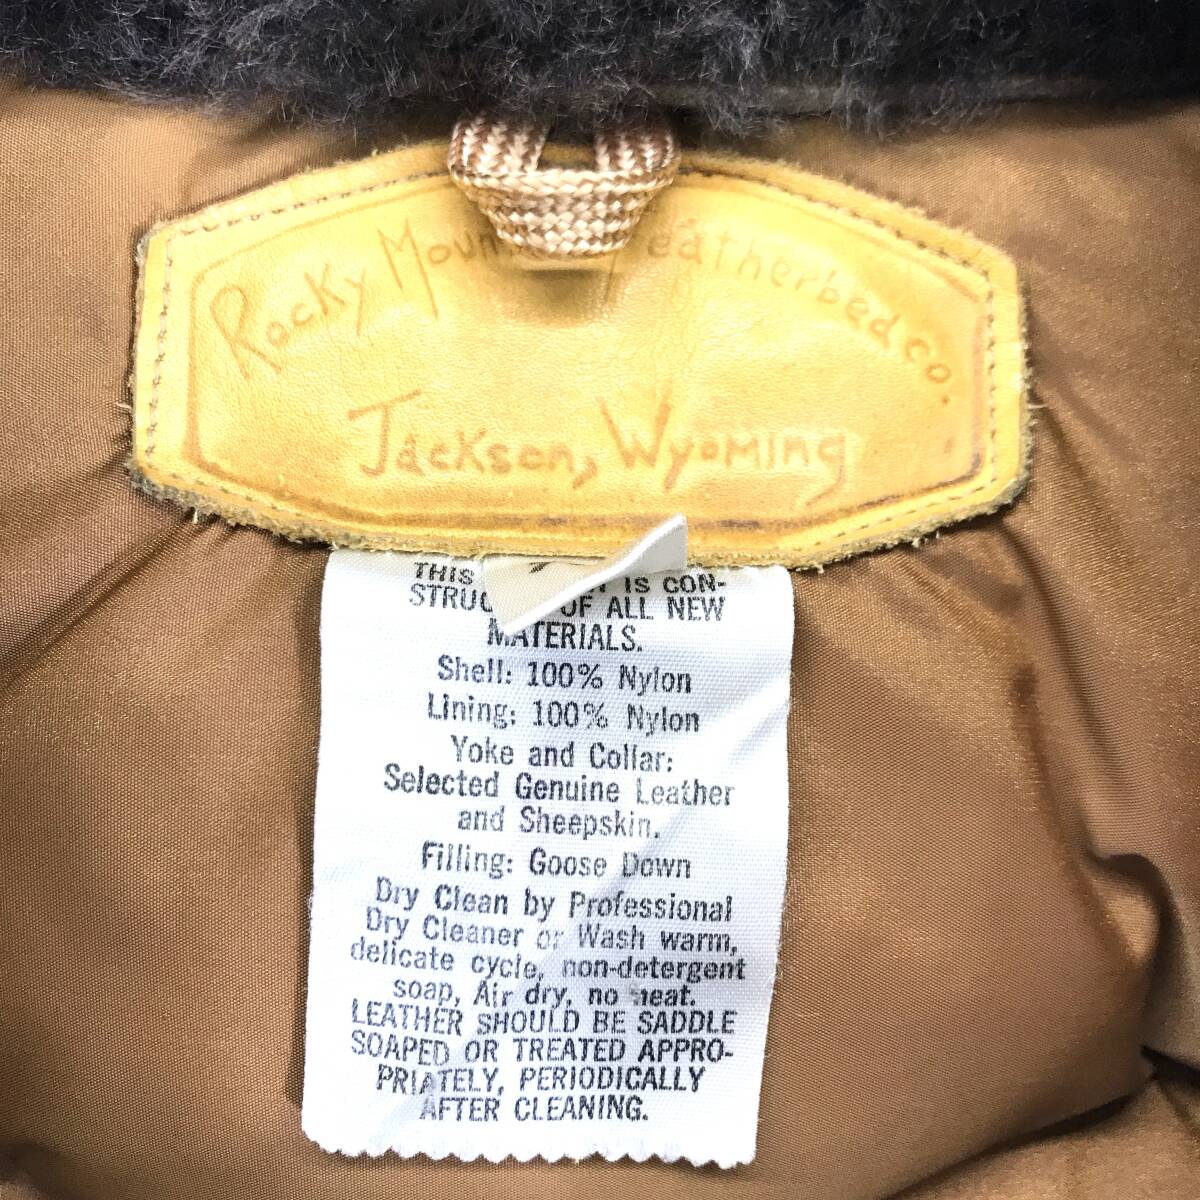 Rocky Featherbed Co.
Jackson, Wyoming
THIS IS CON-
OF ALL NEW
MATERIALS.
Shell: 100% Nylon
Lining: 100% Nylon
Yoke and Collar:
Selected Genuine Leather
and Sheepskin.
Filling: Goose Down
Dry Clean by Professional
Dry Cleaner or Wash warm,
delicate cycle, non-detergent
soap, Air dry, no heat.
LEATHER SHOULD BE SADDLE
SOAPED OR TREATED APPRO-
PRIATELY, PERIODICALLY
AFTER CLEANING.